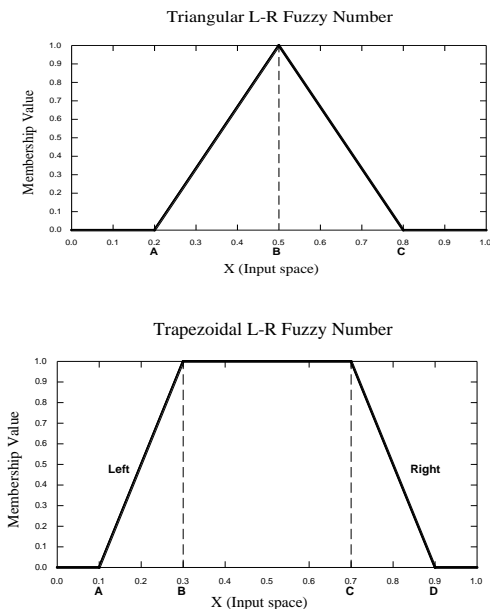 Triangular L-R Fuzzy Number
Membership Value
1.0
0.9
0.8
0.7
0.6
0.5
0.4
0.3
0.2
0.1
0.0
0.0 0.1 0.2 0.3 0.4 0.5 0.6 0.7 0.8 0.9 1.0
A B C
X (Input space)
Trapezoidal L-R Fuzzy Number
Membership Value
1.0
0.9
0.8
0.7
0.6
0.5
0.4
0.3
0.2
0.1
0.0
Left Right
0.0 0.1 0.2 0.3 0.4 0.5 0.6 0.7 0.8 0.9 1.0
A B C D
X (Input space)